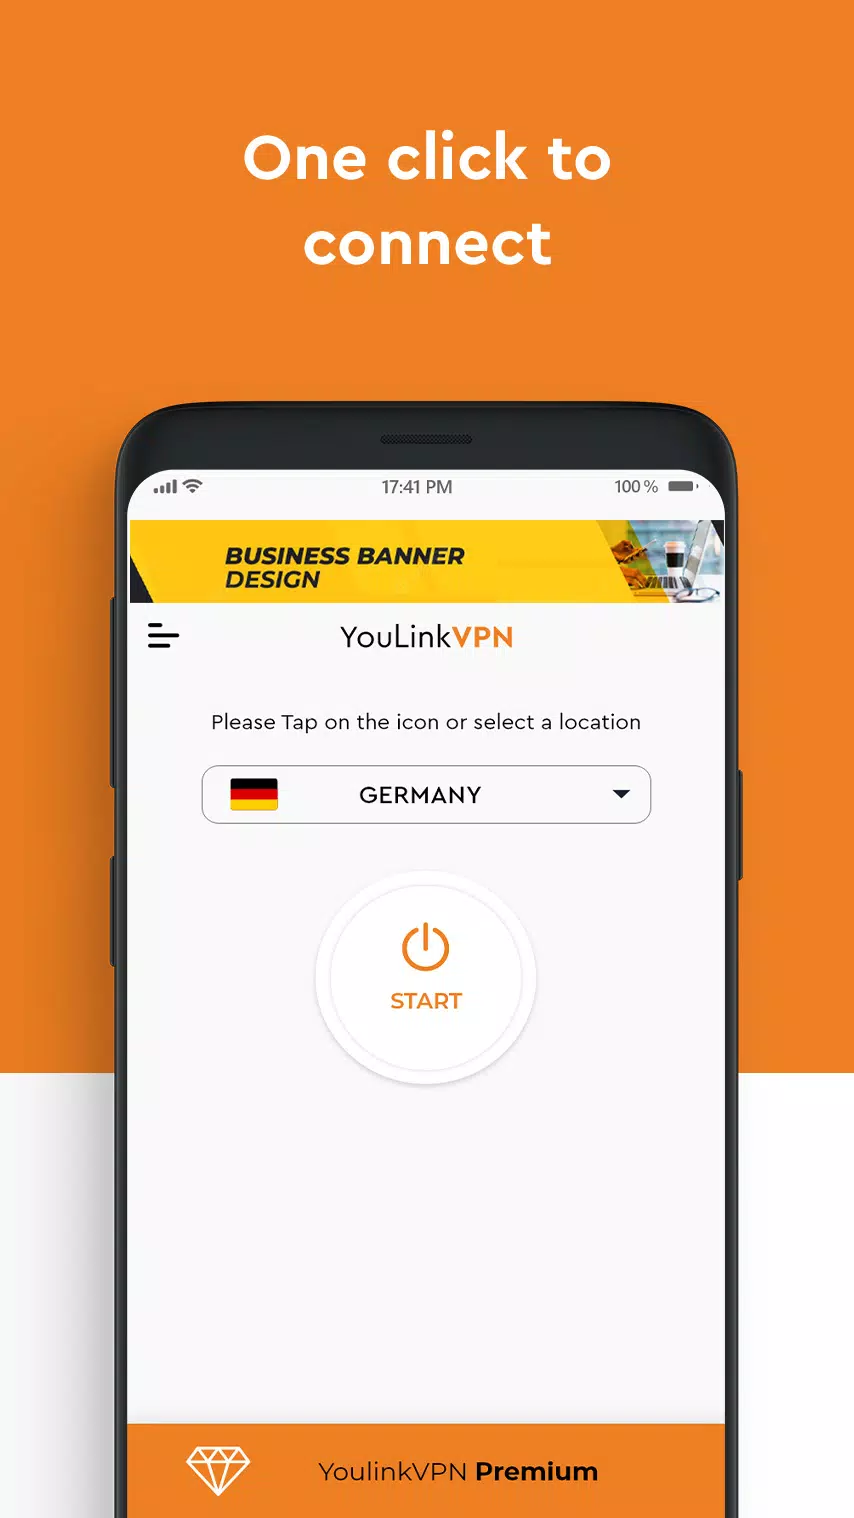 One click to
connect
17:41 PM
100 %
BUSINESS BANNER
DESIGN
YouLinkVPN
Please Tap on the icon or select a location
GERMANY
START
YoulinkVPN Premium